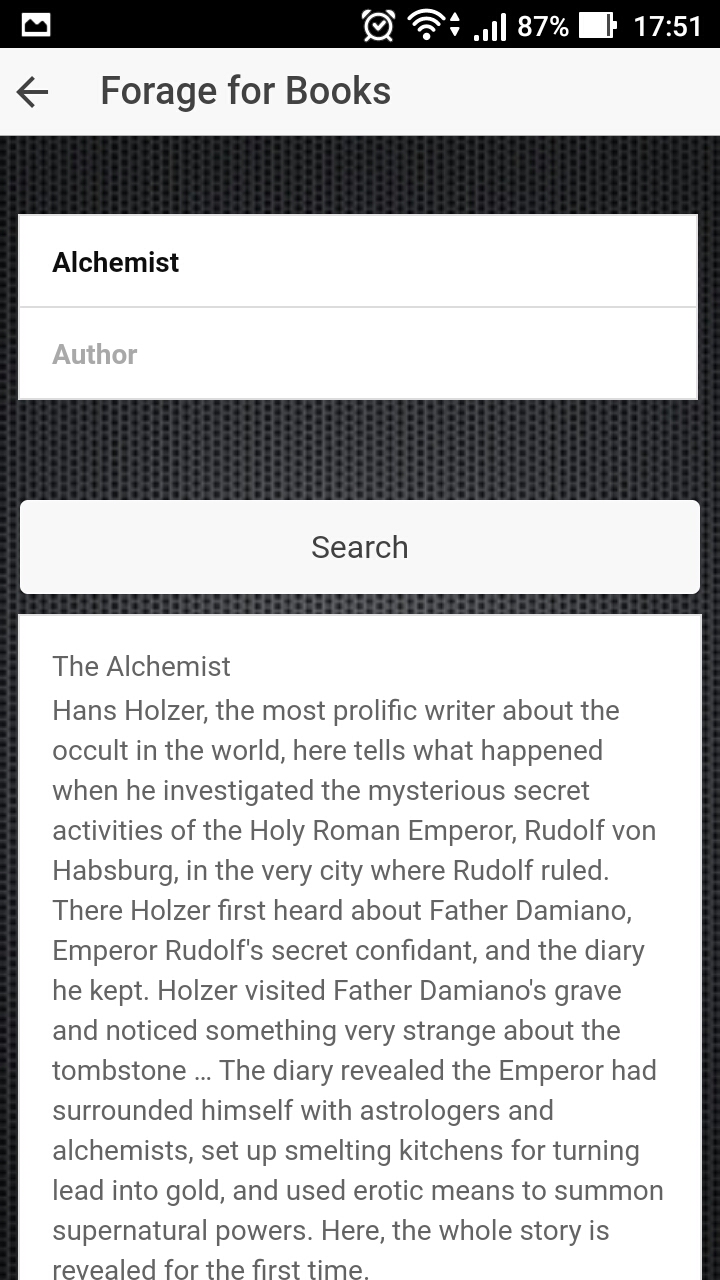 87% 17:51
Forage for Books
Alchemist
Author
Search
The Alchemist
Hans Holzer, the most prolific writer about the
occult in the world, here tells what happened
when he investigated the mysterious secret
activities of the Holy Roman Emperor, Rudolf von
Habsburg, in the very city where Rudolf ruled.
There Holzer first heard about Father Damiano,
Emperor Rudolf's secret confidant, and the diary
he kept. Holzer visited Father Damiano's grave
and noticed something very strange about the
tombstone ... The diary revealed the Emperor had
surrounded himself with astrologers and
alchemists, set up smelting kitchens for turning
lead into gold, and used erotic means to summon
supernatural powers. Here, the whole story is
revealed for the first time.